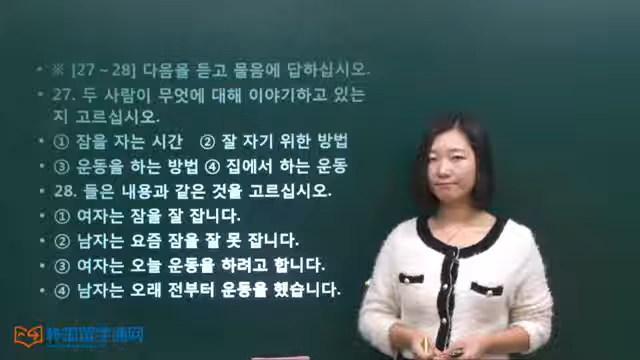 • ※ [27 ~ 28] 다음을 듣고 물음에 답하십시오.
• 27. 두 사람이 무엇에 대해 이야기하고 있는
지 고르십시오.
• ① 잠을 자는 시간 ② 잘 자기 위한 방법
• ③ 운동을 하는 방법 ④ 집에서 하는 운동
• 28. 들은 내용과 같은 것을 고르십시오.
• ① 여자는 잠을 잘 잡니다.
• ② 남자는 요즘 잠을 잘 못 잡니다.
• ③ 여자는 오늘 운동을 하려고 합니다.
• ④ 남자는 오래 전부터 운동을 했습니다.
韩国留学通网